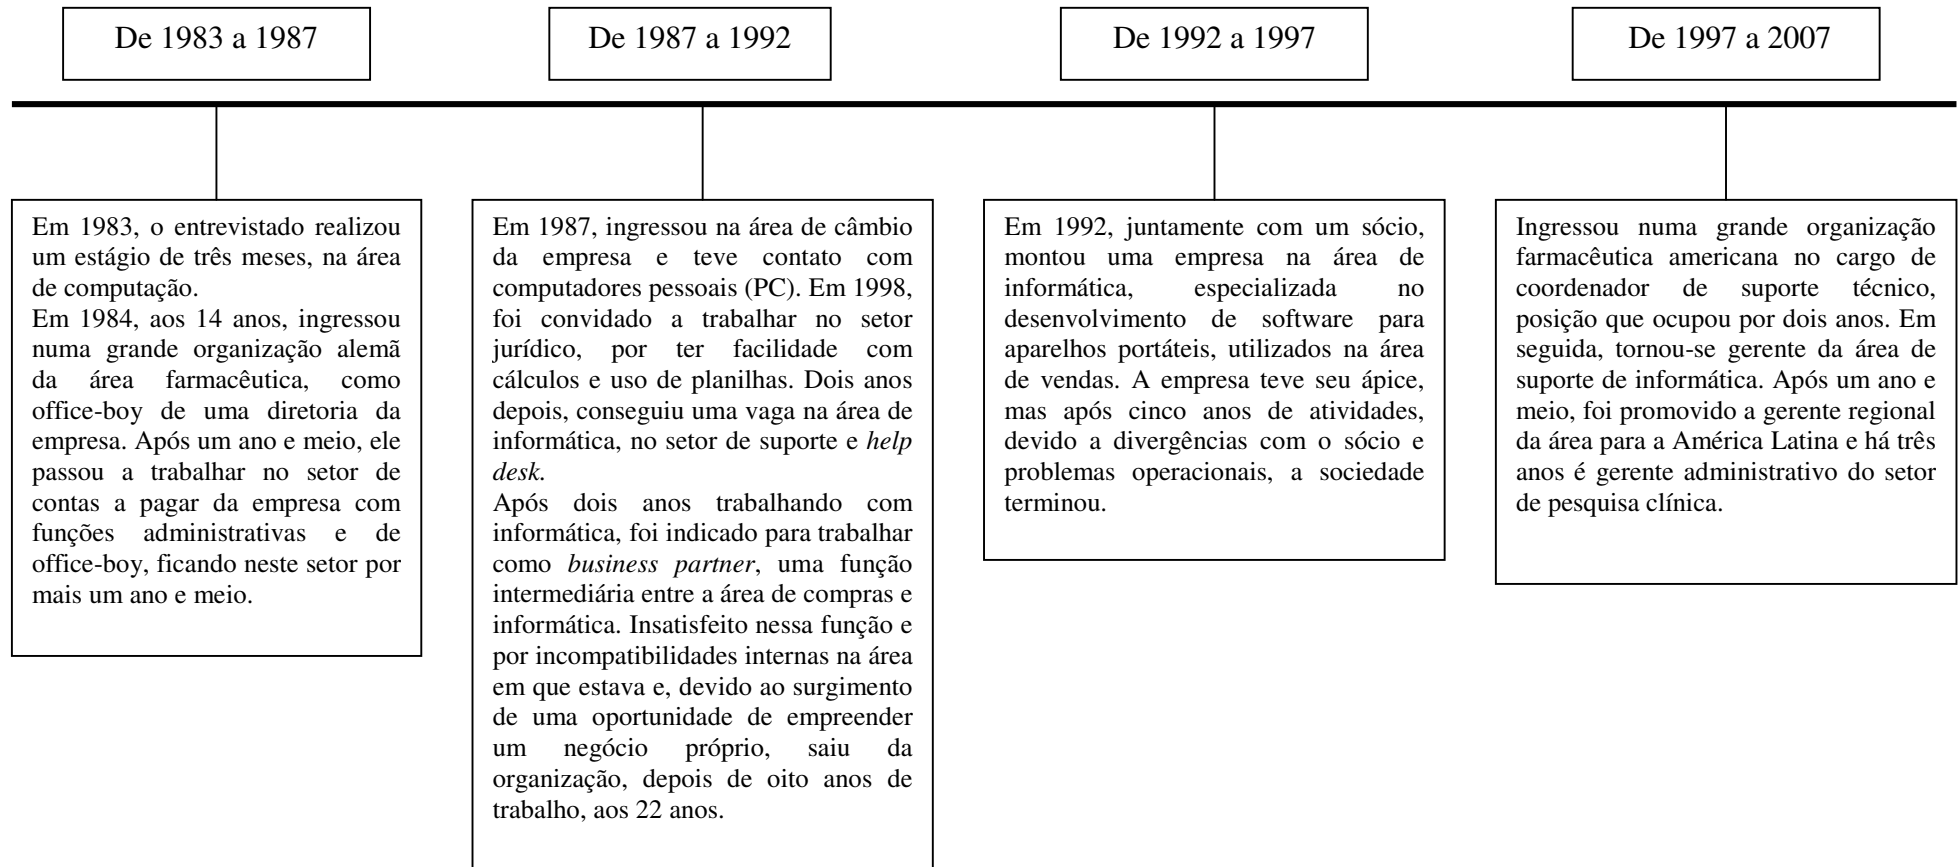 De 1983 a 1987
De 1987 a 1992
De 1992 a 1997
De 1997 a 2007
Em 1983, o entrevistado realizou
um estágio de três meses, na área
de computação.
Em 1984, aos 14 anos, ingressou
numa grande organização alemã
da área farmacêutica, como
office-boy de uma diretoria da
empresa. Após um ano e meio, ele
passou a trabalhar no setor de
contas a pagar da empresa com
funções administrativas e de
office-boy, ficando neste setor por
mais um ano e meio.
Em 1987, ingressou na área de câmbio
da empresa e teve contato com
computadores pessoais (PC). Em 1998,
foi convidado a trabalhar no setor
jurídico, por ter facilidade com
cálculos e uso de planilhas. Dois anos
depois, conseguiu uma vaga na área de
informática, no setor de suporte e help
desk.
Após dois anos trabalhando com
informática, foi indicado para trabalhar
como business partner, uma função
intermediária entre a área de compras e
informática. Insatisfeito nessa função e
por incompatibilidades internas na área
em que estava e, devido ao surgimento
de uma oportunidade de empreender
um negócio próprio, saiu da
organização, depois de oito anos de
trabalho, aos 22 anos.
Em 1992, juntamente com um sócio,
montou uma empresa na área de
informática, especializada no
desenvolvimento de software para
aparelhos portáteis, utilizados na área
de vendas. A empresa teve seu ápice,
mas após cinco anos de atividades,
devido a divergências com o sócio e
problemas operacionais, a sociedade
terminou.
Ingressou numa grande organização
farmacêutica americana no cargo de
coordenador de suporte técnico,
posição que ocupou por dois anos. Em
seguida, tornou-se gerente da área de
suporte de informática. Após um ano e
meio, foi promovido a gerente regional
da área para a América Latina e há três
anos é gerente administrativo do setor
de pesquisa clínica.